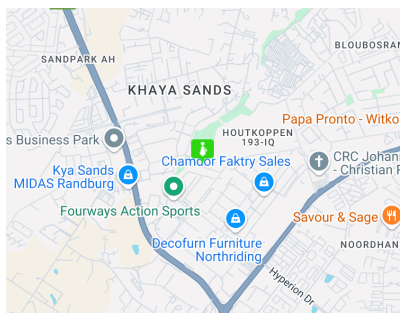 BLOUBOSRAN
SANDPARK AH
KHAYA SANDS
Papa Pronto - Witko
HOUTKOPPEN
193-IQ
s Business Park
Chamdor Faktry Sales
CRC Johann
- Christian F
Kya Sands
MIDAS Randburg
Fourways Action Sports
Savour & Sage
Decofurn Furniture
Northriding
NOORDHAN
Hyperion Dr